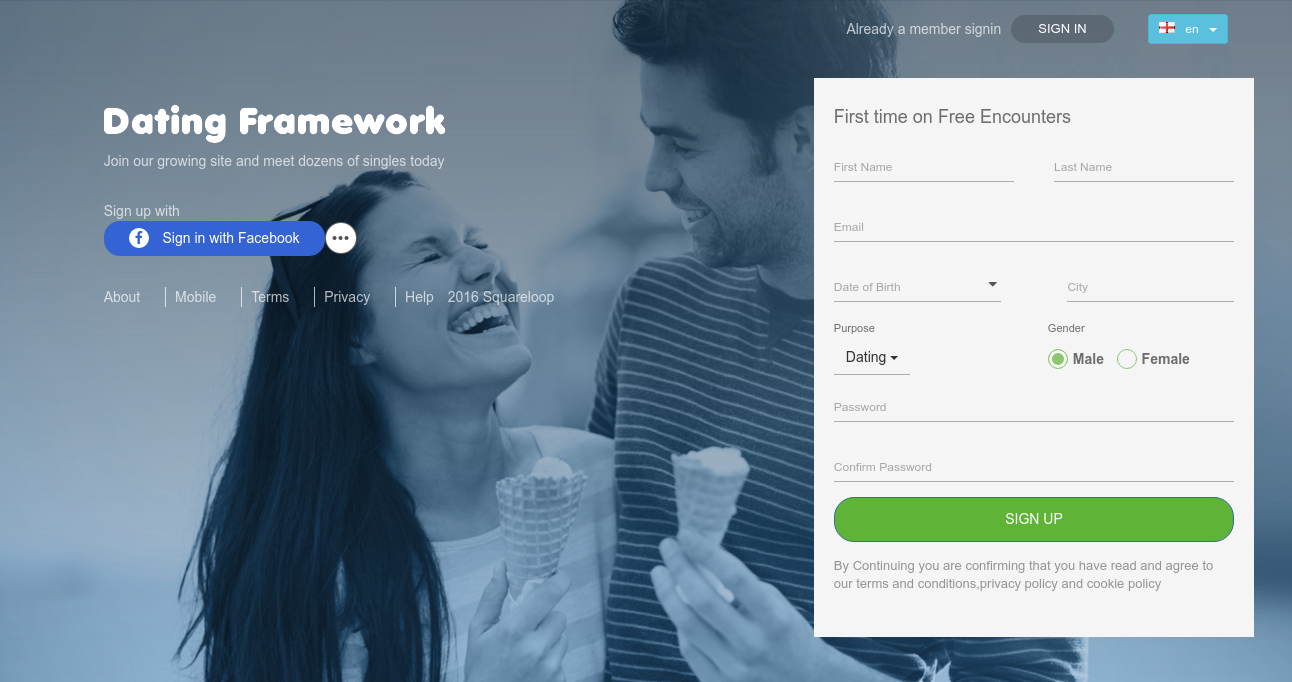 Already a member signin
SIGN IN
en
Dating Framework
Join our growing site and meet dozens of singles today
Sign up with
f Sign in with Facebook
About
Mobile
Terms
Privacy
Help
2016 Squareloop
First time on Free Encounters
First Name
Last Name
Email
Date of Birth
City
Purpose
Gender
Dating
Male
Female
Password
Confirm Password
SIGN UP
By Continuing you are confirming that you have read and agree to
our terms and conditions,privacy policy and cookie policy